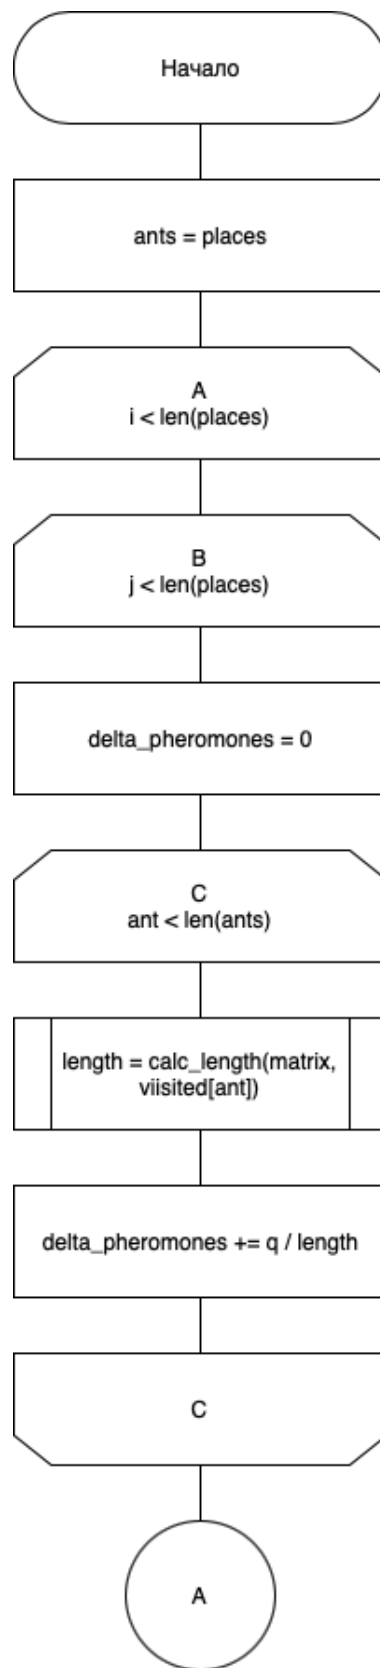 Начало
ants = places
A
i < len(places)
B
j < len(places)
delta_pheromones = 0
C
ant < len(ants)
length = calc_length(matrix,
viisited[ant])
delta_pheromones += q / length
C
A